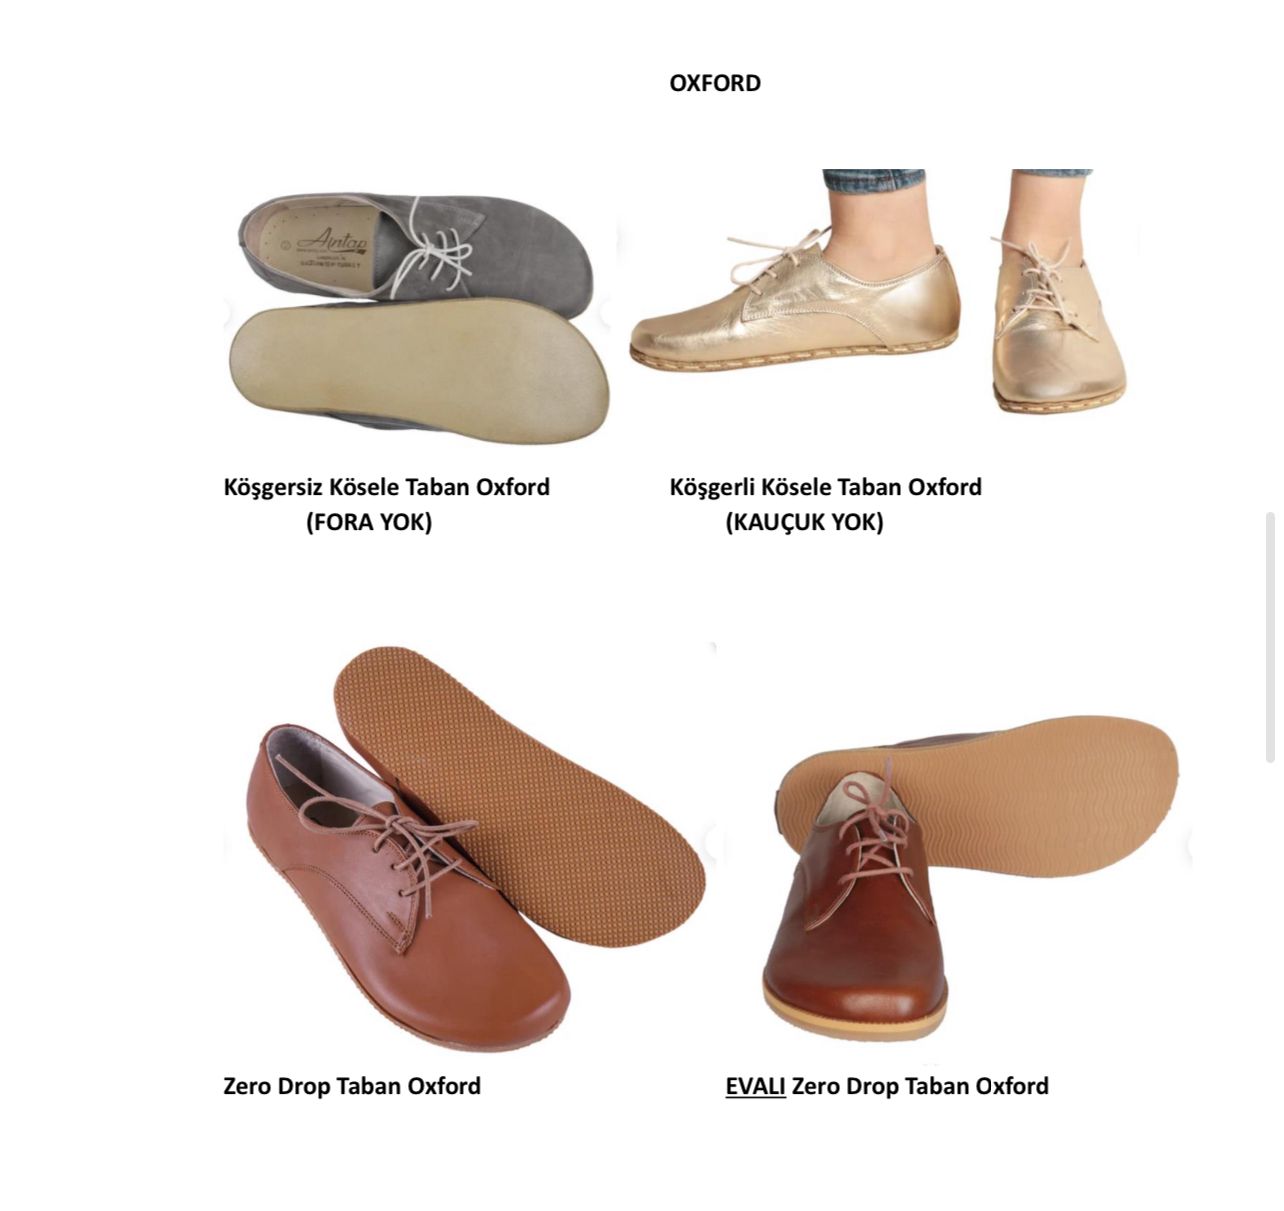 OXFORD
Aintap
Köşgersiz Kösele Taban Oxford
(FORA YOK)
Köşgerli Kösele Taban Oxford
(KAUÇUK YOK)
Zero Drop Taban Oxford
EVALI Zero Drop Taban Oxford